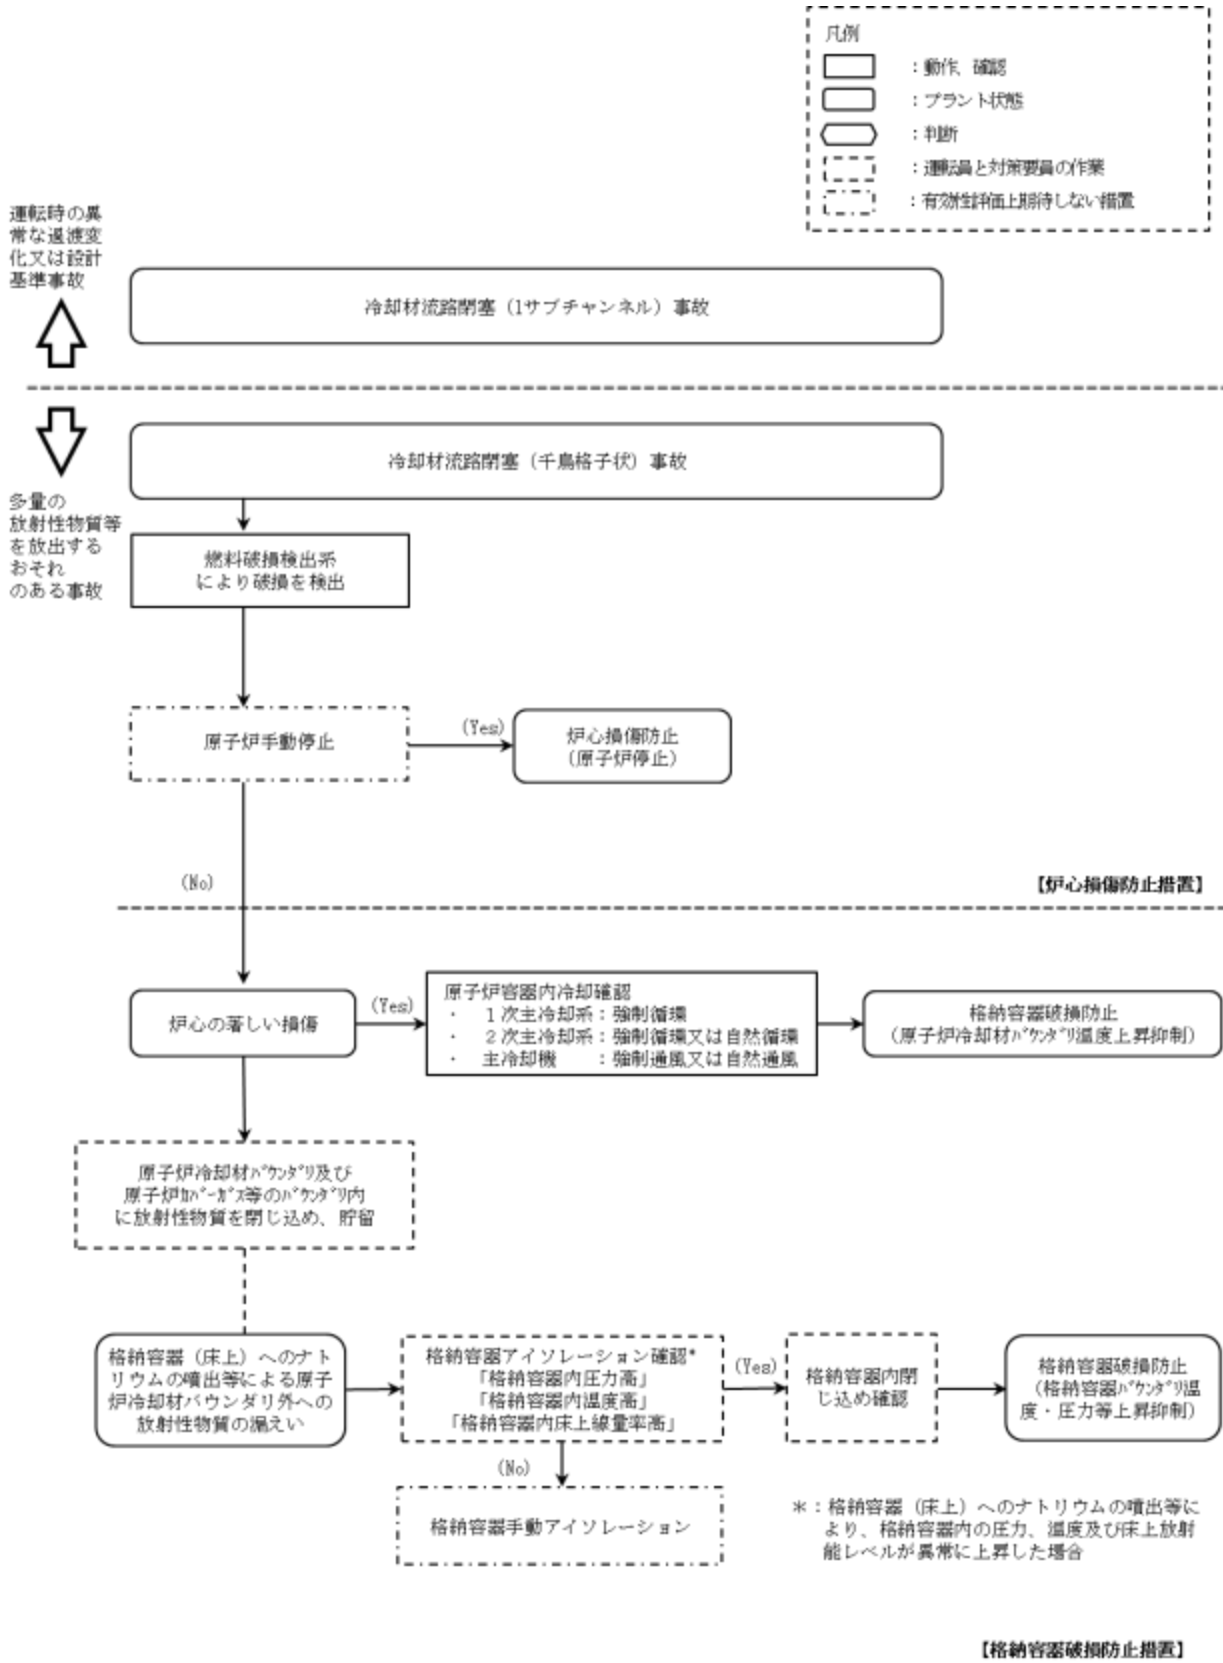 凡例
：動作、確認
：プラント状態
：判断
：運転員と対策要員の作業
：有効性評価上期待しない措置
運転時の異
常な過渡変
化又は設計
基準事故
冷却材流路閉塞（1サブチャンネル）事故
冷却材流路閉塞（千鳥格子状）事故
多量の
放射性物質等
を放出する
おそれ
のある事故
燃料破損検出系
により破損を検出
原子炉手動停止
(Yes)
炉心損傷防止
（原子炉停止）
(No)
【炉心損傷防止措置】
炉心の著しい損傷
(Yes)
原子炉容器内冷却確認
・　１次主冷却系：強制循環
・　２次主冷却系：強制循環又は自然循環
・　主冷却機　　：強制通風又は自然通風
格納容器破損防止
（原子炉冷却材ﾊﾞｳﾝﾀﾞﾘ温度上昇抑制）
原子炉冷却材ﾊﾞｳﾝﾀﾞﾘ及び
原子炉ｶﾊﾞｰｶﾞｽ等のﾊﾞｳﾝﾀﾞﾘ内
に放射性物質を閉じ込め、貯留
格納容器（床上）へのナト
リウムの噴出等による原子
炉冷却材バウンダリ外への
放射性物質の漏えい
格納容器アイソレーション確認*
「格納容器内圧力高」
「格納容器内温度高」
「格納容器内床上線量率高」
(Yes)
格納容器内閉
じ込め確認
格納容器破損防止
（格納容器ﾊﾞｳﾝﾀﾞﾘ温
度・圧力等上昇抑制）
(No)
格納容器手動アイソレーション
＊：格納容器（床上）へのナトリウムの噴出等に
より、格納容器内の圧力、温度及び床上放射
能レベルが異常に上昇した場合
【格納容器破損防止措置】